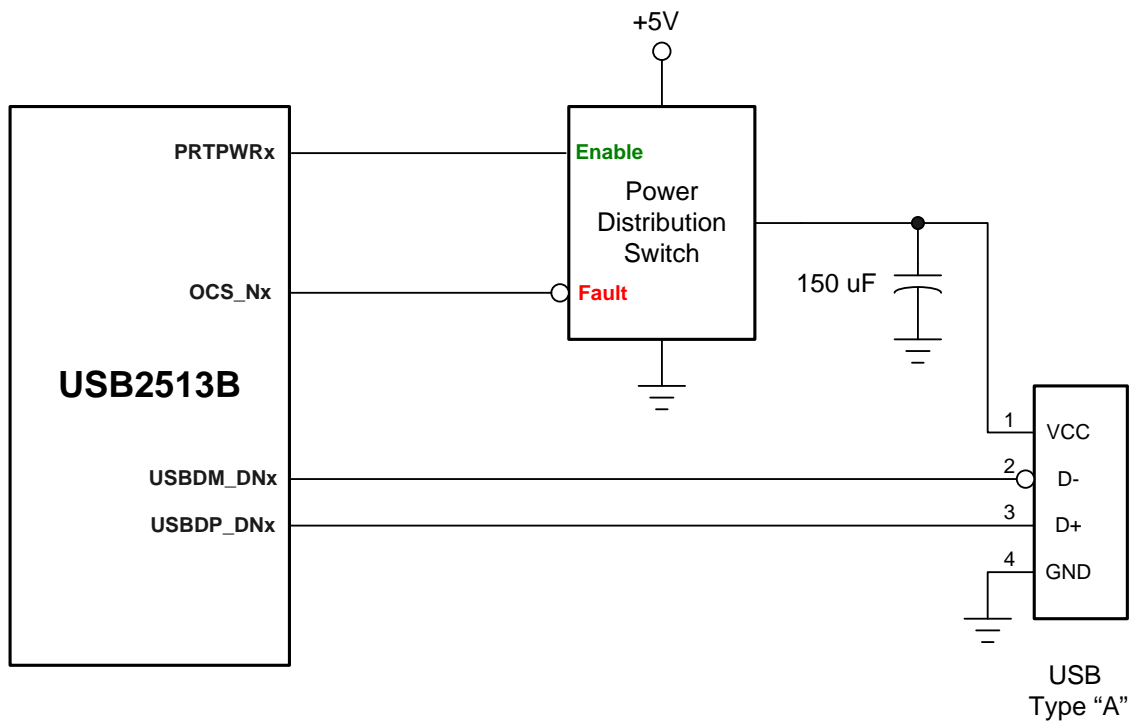 +5V
PRTPWRx
Enable
Power
Distribution
Switch
OCS_Nx
Fault
150 uF
USB2513B
1
VCC
USBDM_DNx
2
D-
USBDP_DNx
3
D+
4
GND
USB
Type “A”